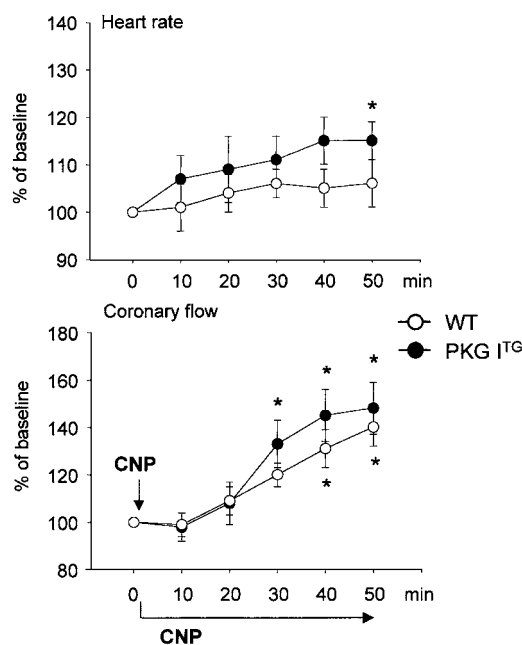 Heart rate
140
130
120
110
100
90
% of baseline
*
0 10 20 30 40 50 min
Coronary flow
180
160
140
120
100
80
% of baseline
CNP
* * *
* *
WT
PKG I^TG
0 10 20 30 40 50 min
CNP